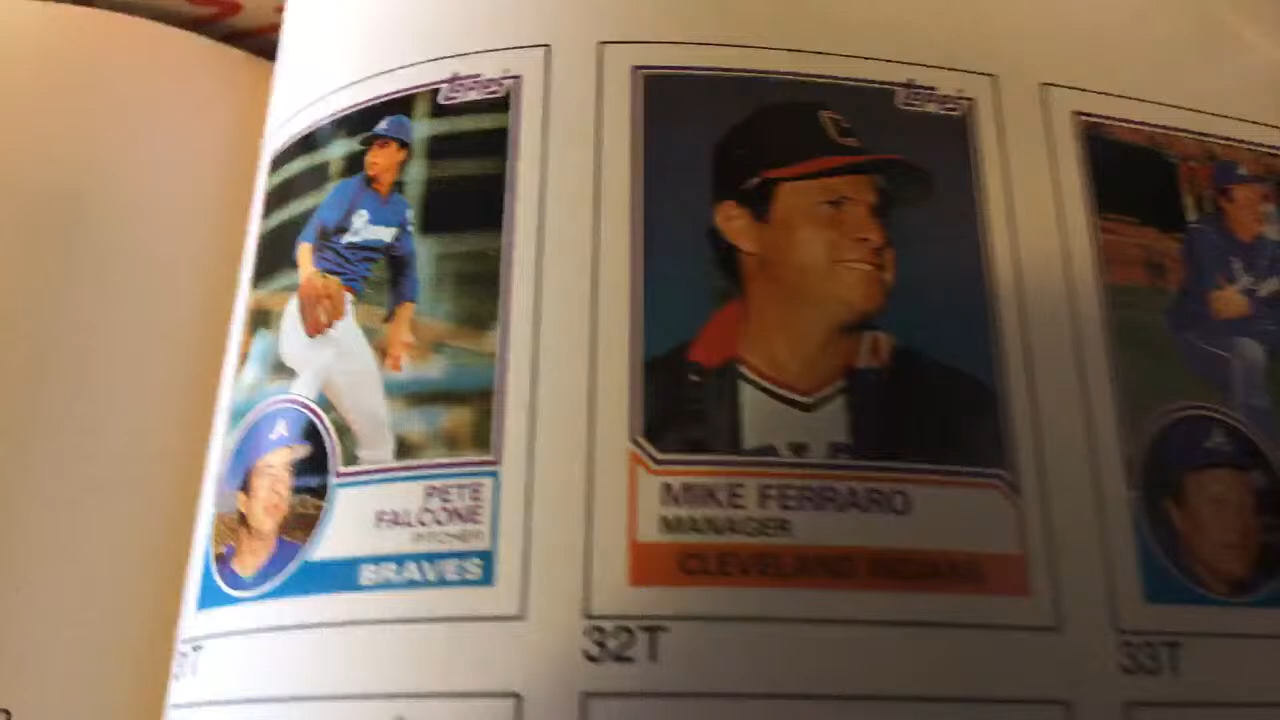 Topps
PETE
FALCONE
PITCHER
BRAVES
Topps
C
MIKE FERRARO
MANAGER
CLEVELAND INDIANS
32T
33T